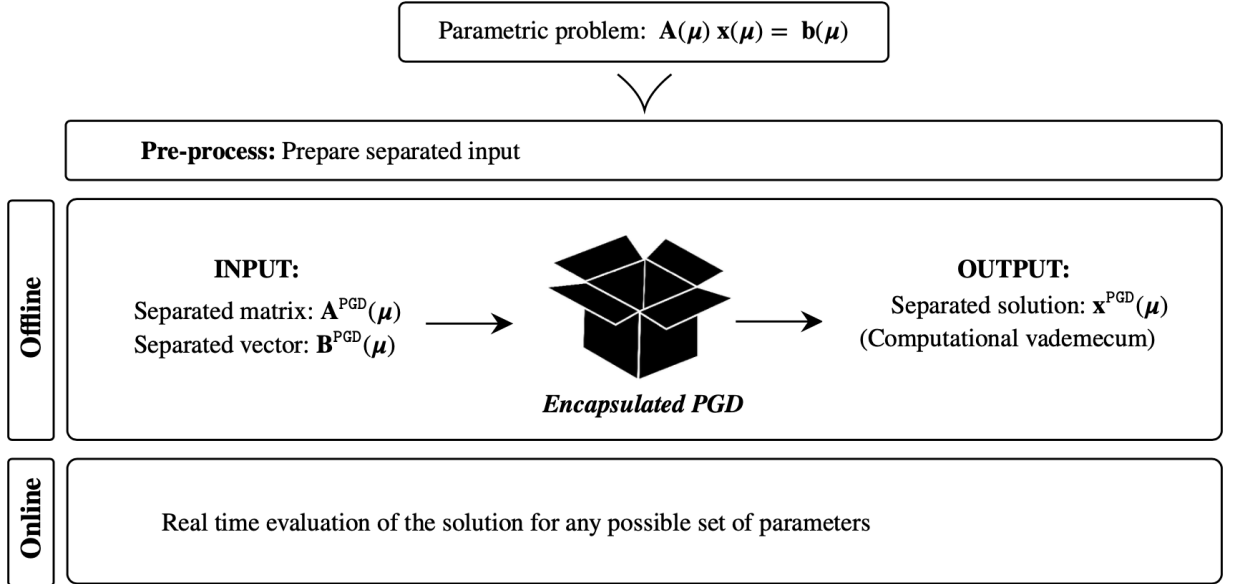 Parametric problem: A(μ) x(μ) = b(μ)
Pre-process: Prepare separated input
Offline
INPUT:
Separated matrix: A^PGD(μ)
Separated vector: B^PGD(μ)
Encapsulated PGD
OUTPUT:
Separated solution: x^PGD(μ)
(Computational vademecum)
Online
Real time evaluation of the solution for any possible set of parameters